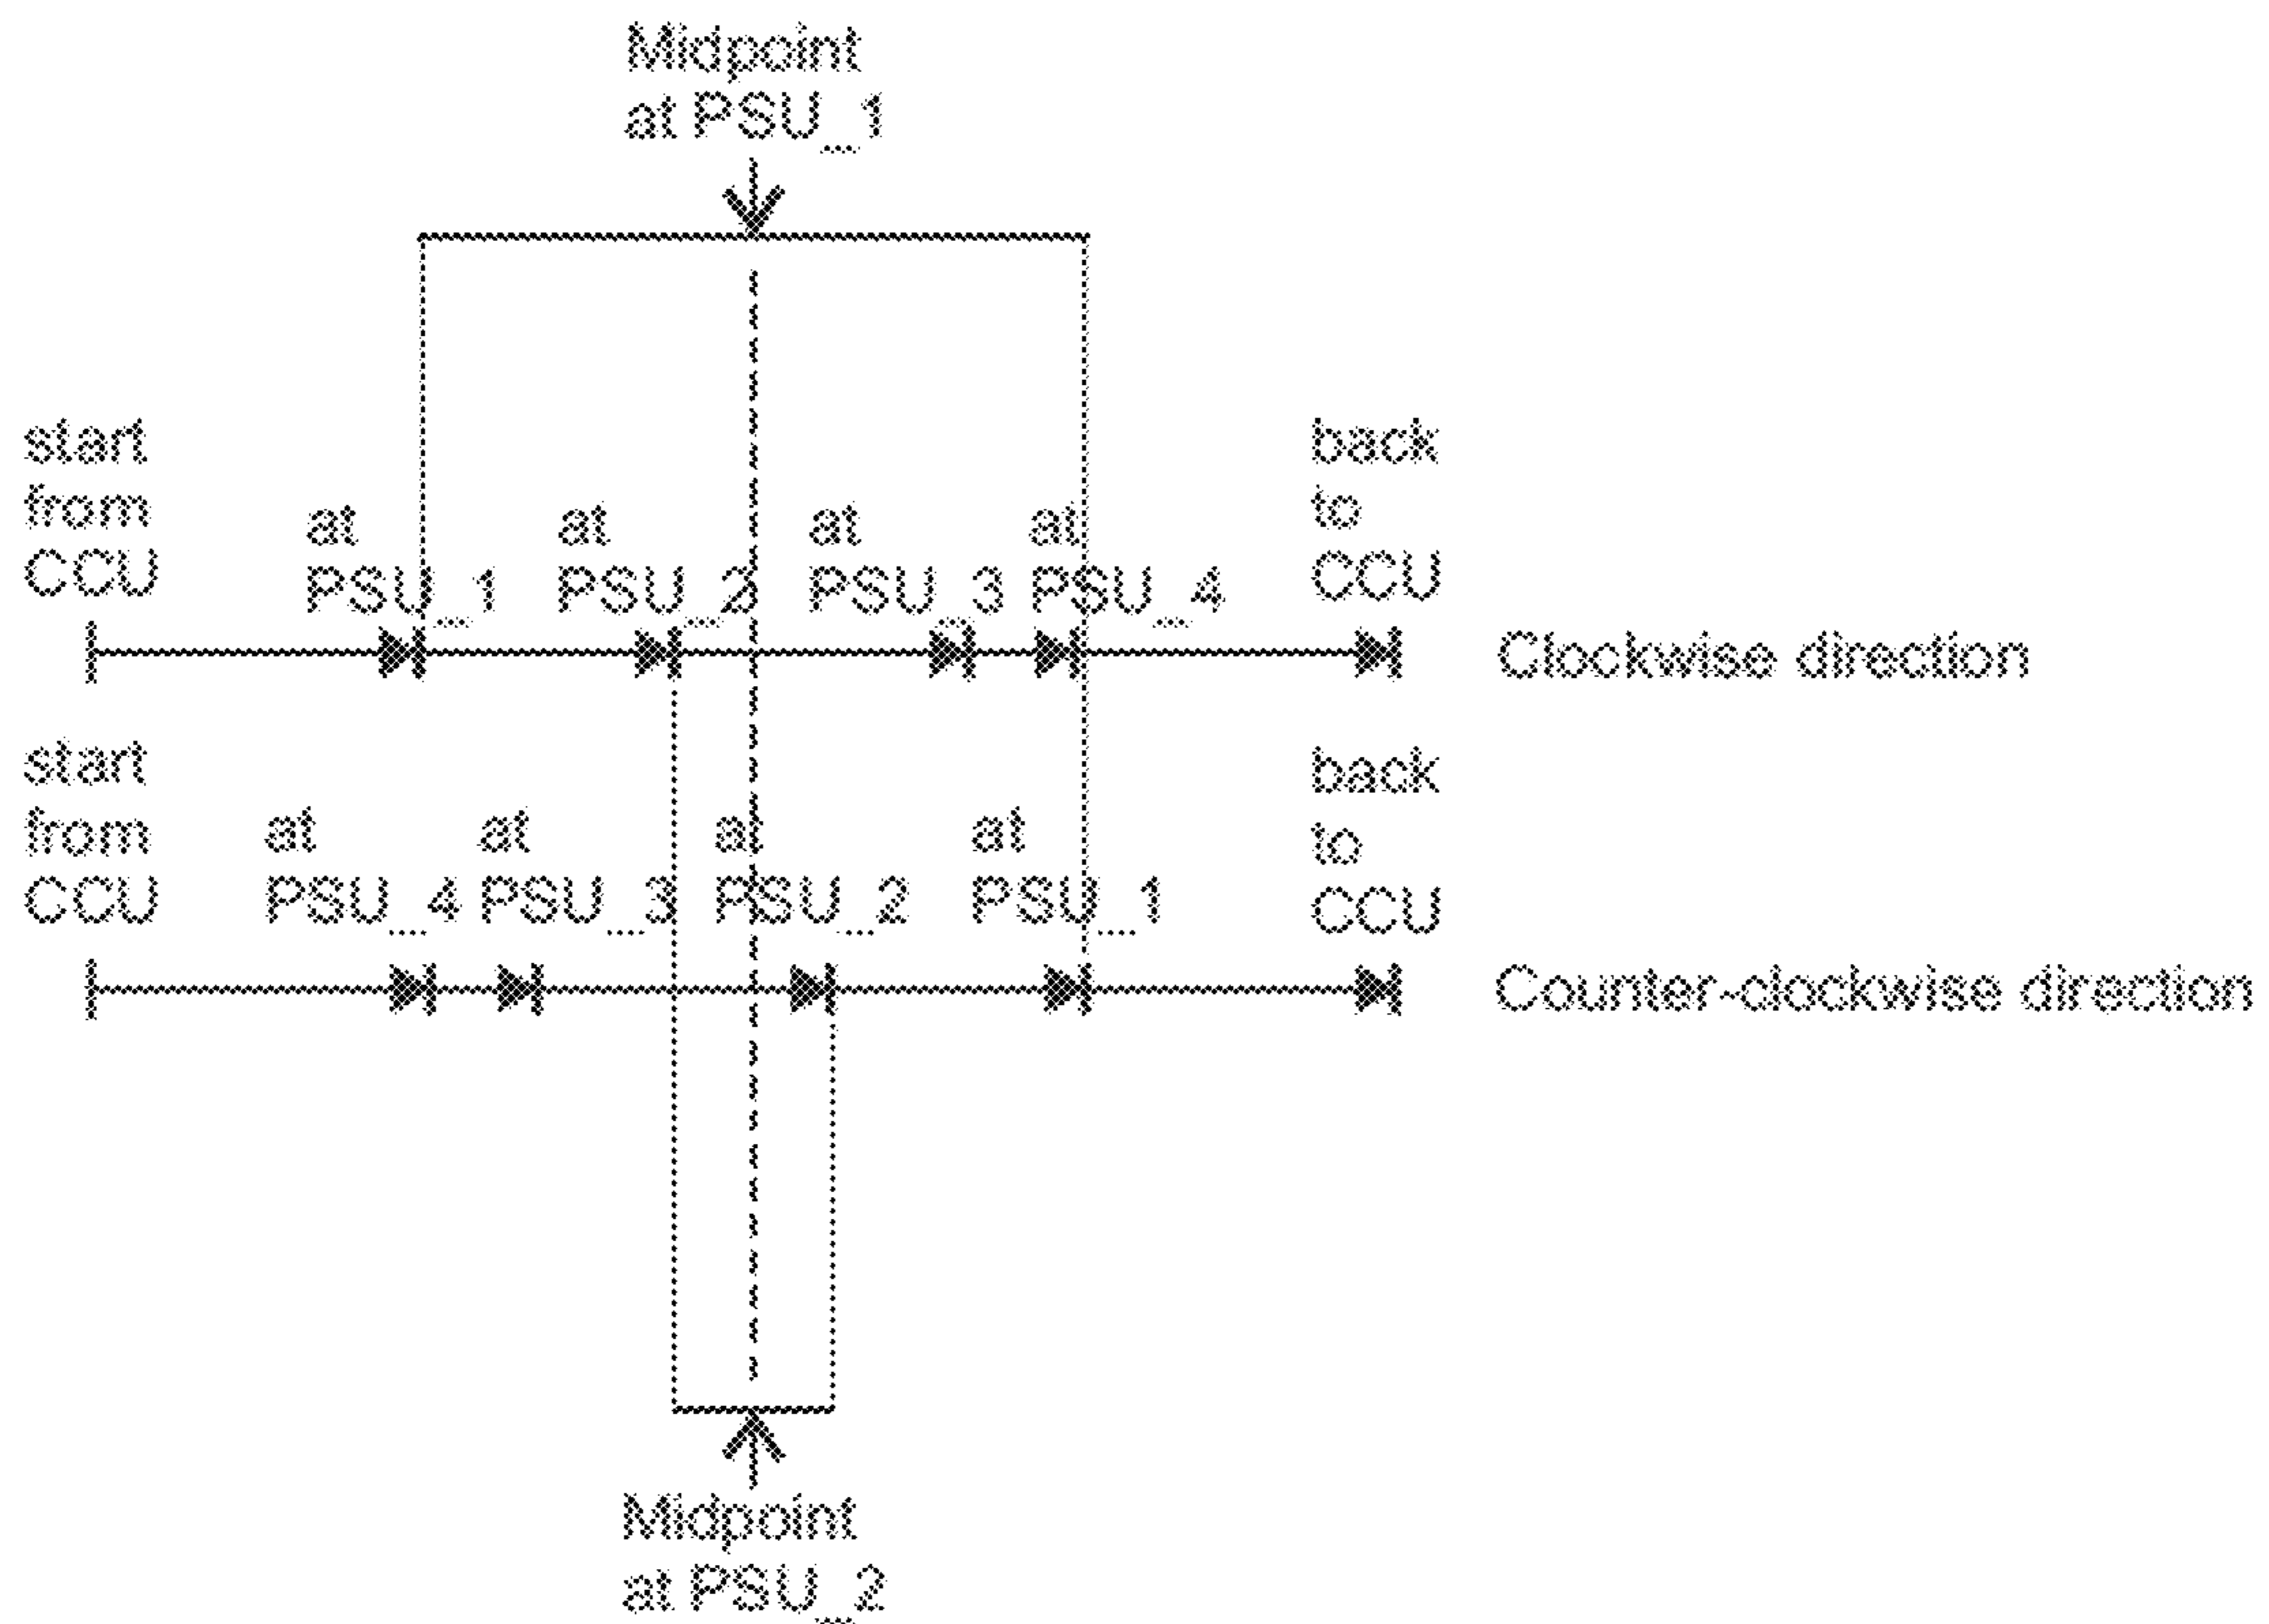 Midpoint
at PSU_1
start
from
CCU
at
PSU_1
at
PSU_2
at
PSU_3
at
PSU_4
back
to
CCU
Clockwise direction
start
from
CCU
at
PSU_4
at
PSU_3
at
PSU_2
at
PSU_1
back
to
CCU
Counter-clockwise direction
Midpoint
at PSU_2